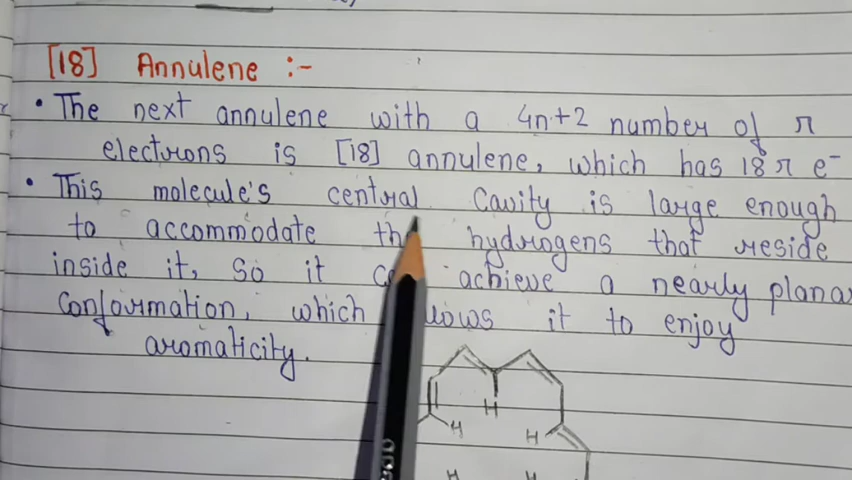 [18] Annulene :-
• The next annulene with a 4n+2 number of π
electrons is [18] annulene, which has 18 π e⁻
• This molecule's central cavity is large enough
to accommodate the hydrogens that reside
inside it, so it achieve a nearly planar
conformation, which it to enjoy
aromaticity.
H
H H
H H